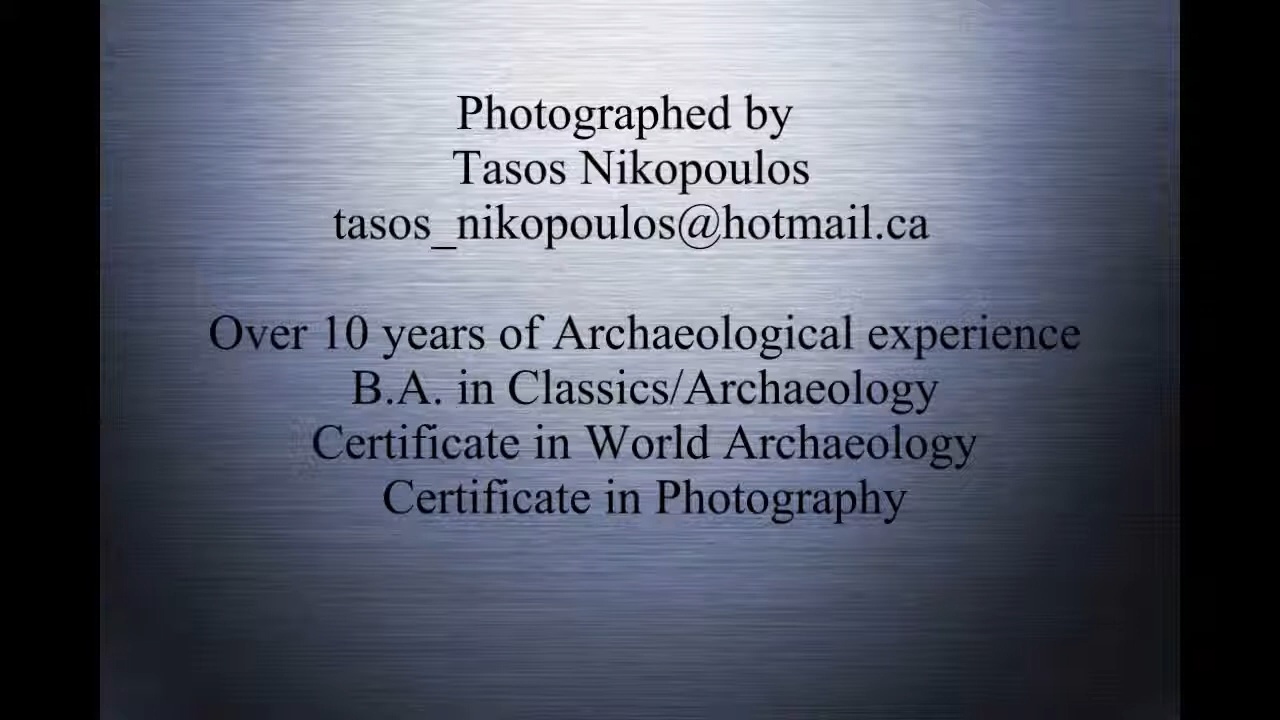 Photographed by
Tasos Nikopoulos
tasos_nikopoulos@hotmail.ca
Over 10 years of Archaeological experience
B.A. in Classics/Archaeology
Certificate in World Archaeology
Certificate in Photography